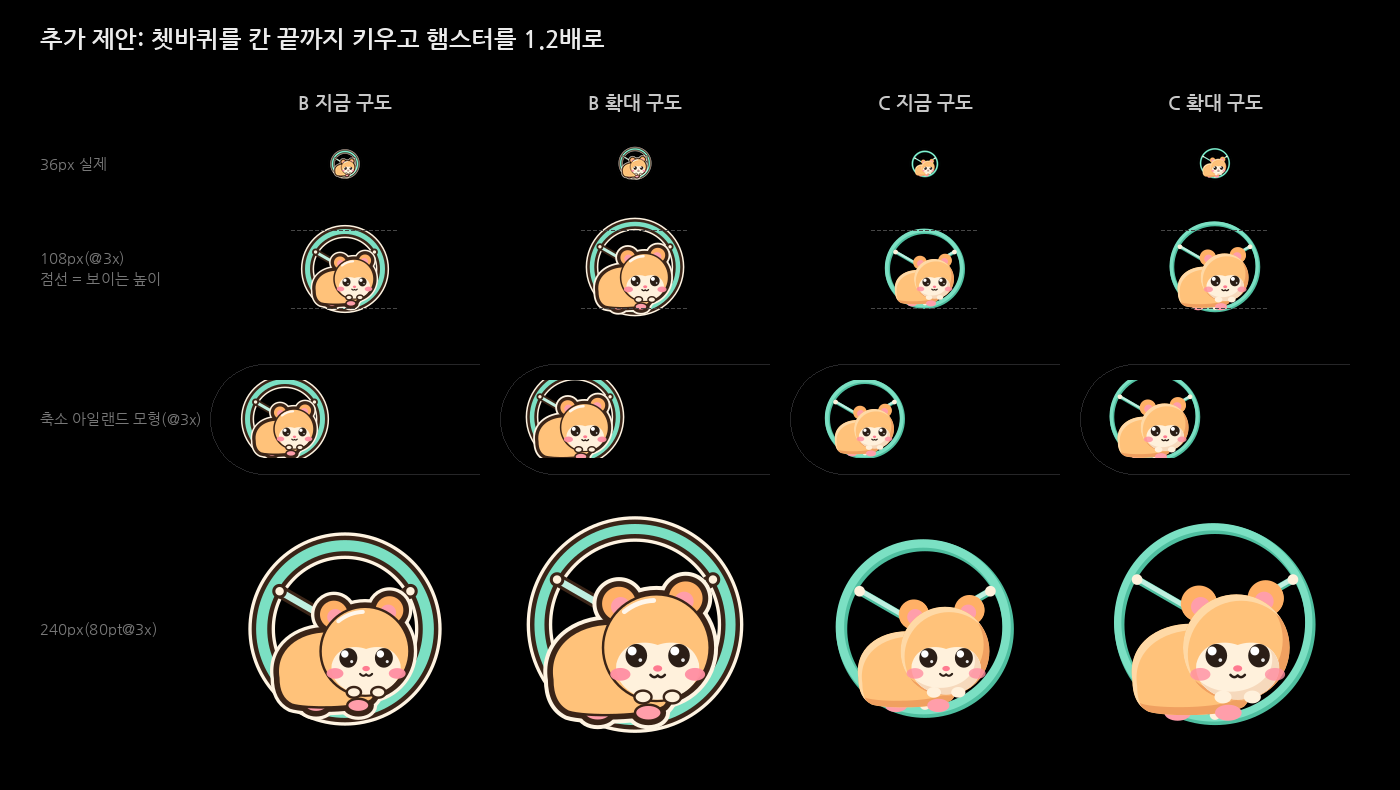 추가 제안: 쳇바퀴를 칸 끝까지 키우고 햄스터를 1.2배로
B 지금 구도
B 확대 구도
C 지금 구도
C 확대 구도
36px 실제
108px(@3x)
점선 = 보이는 높이
축소 아일랜드 모형(@3x)
240px(80pt@3x)